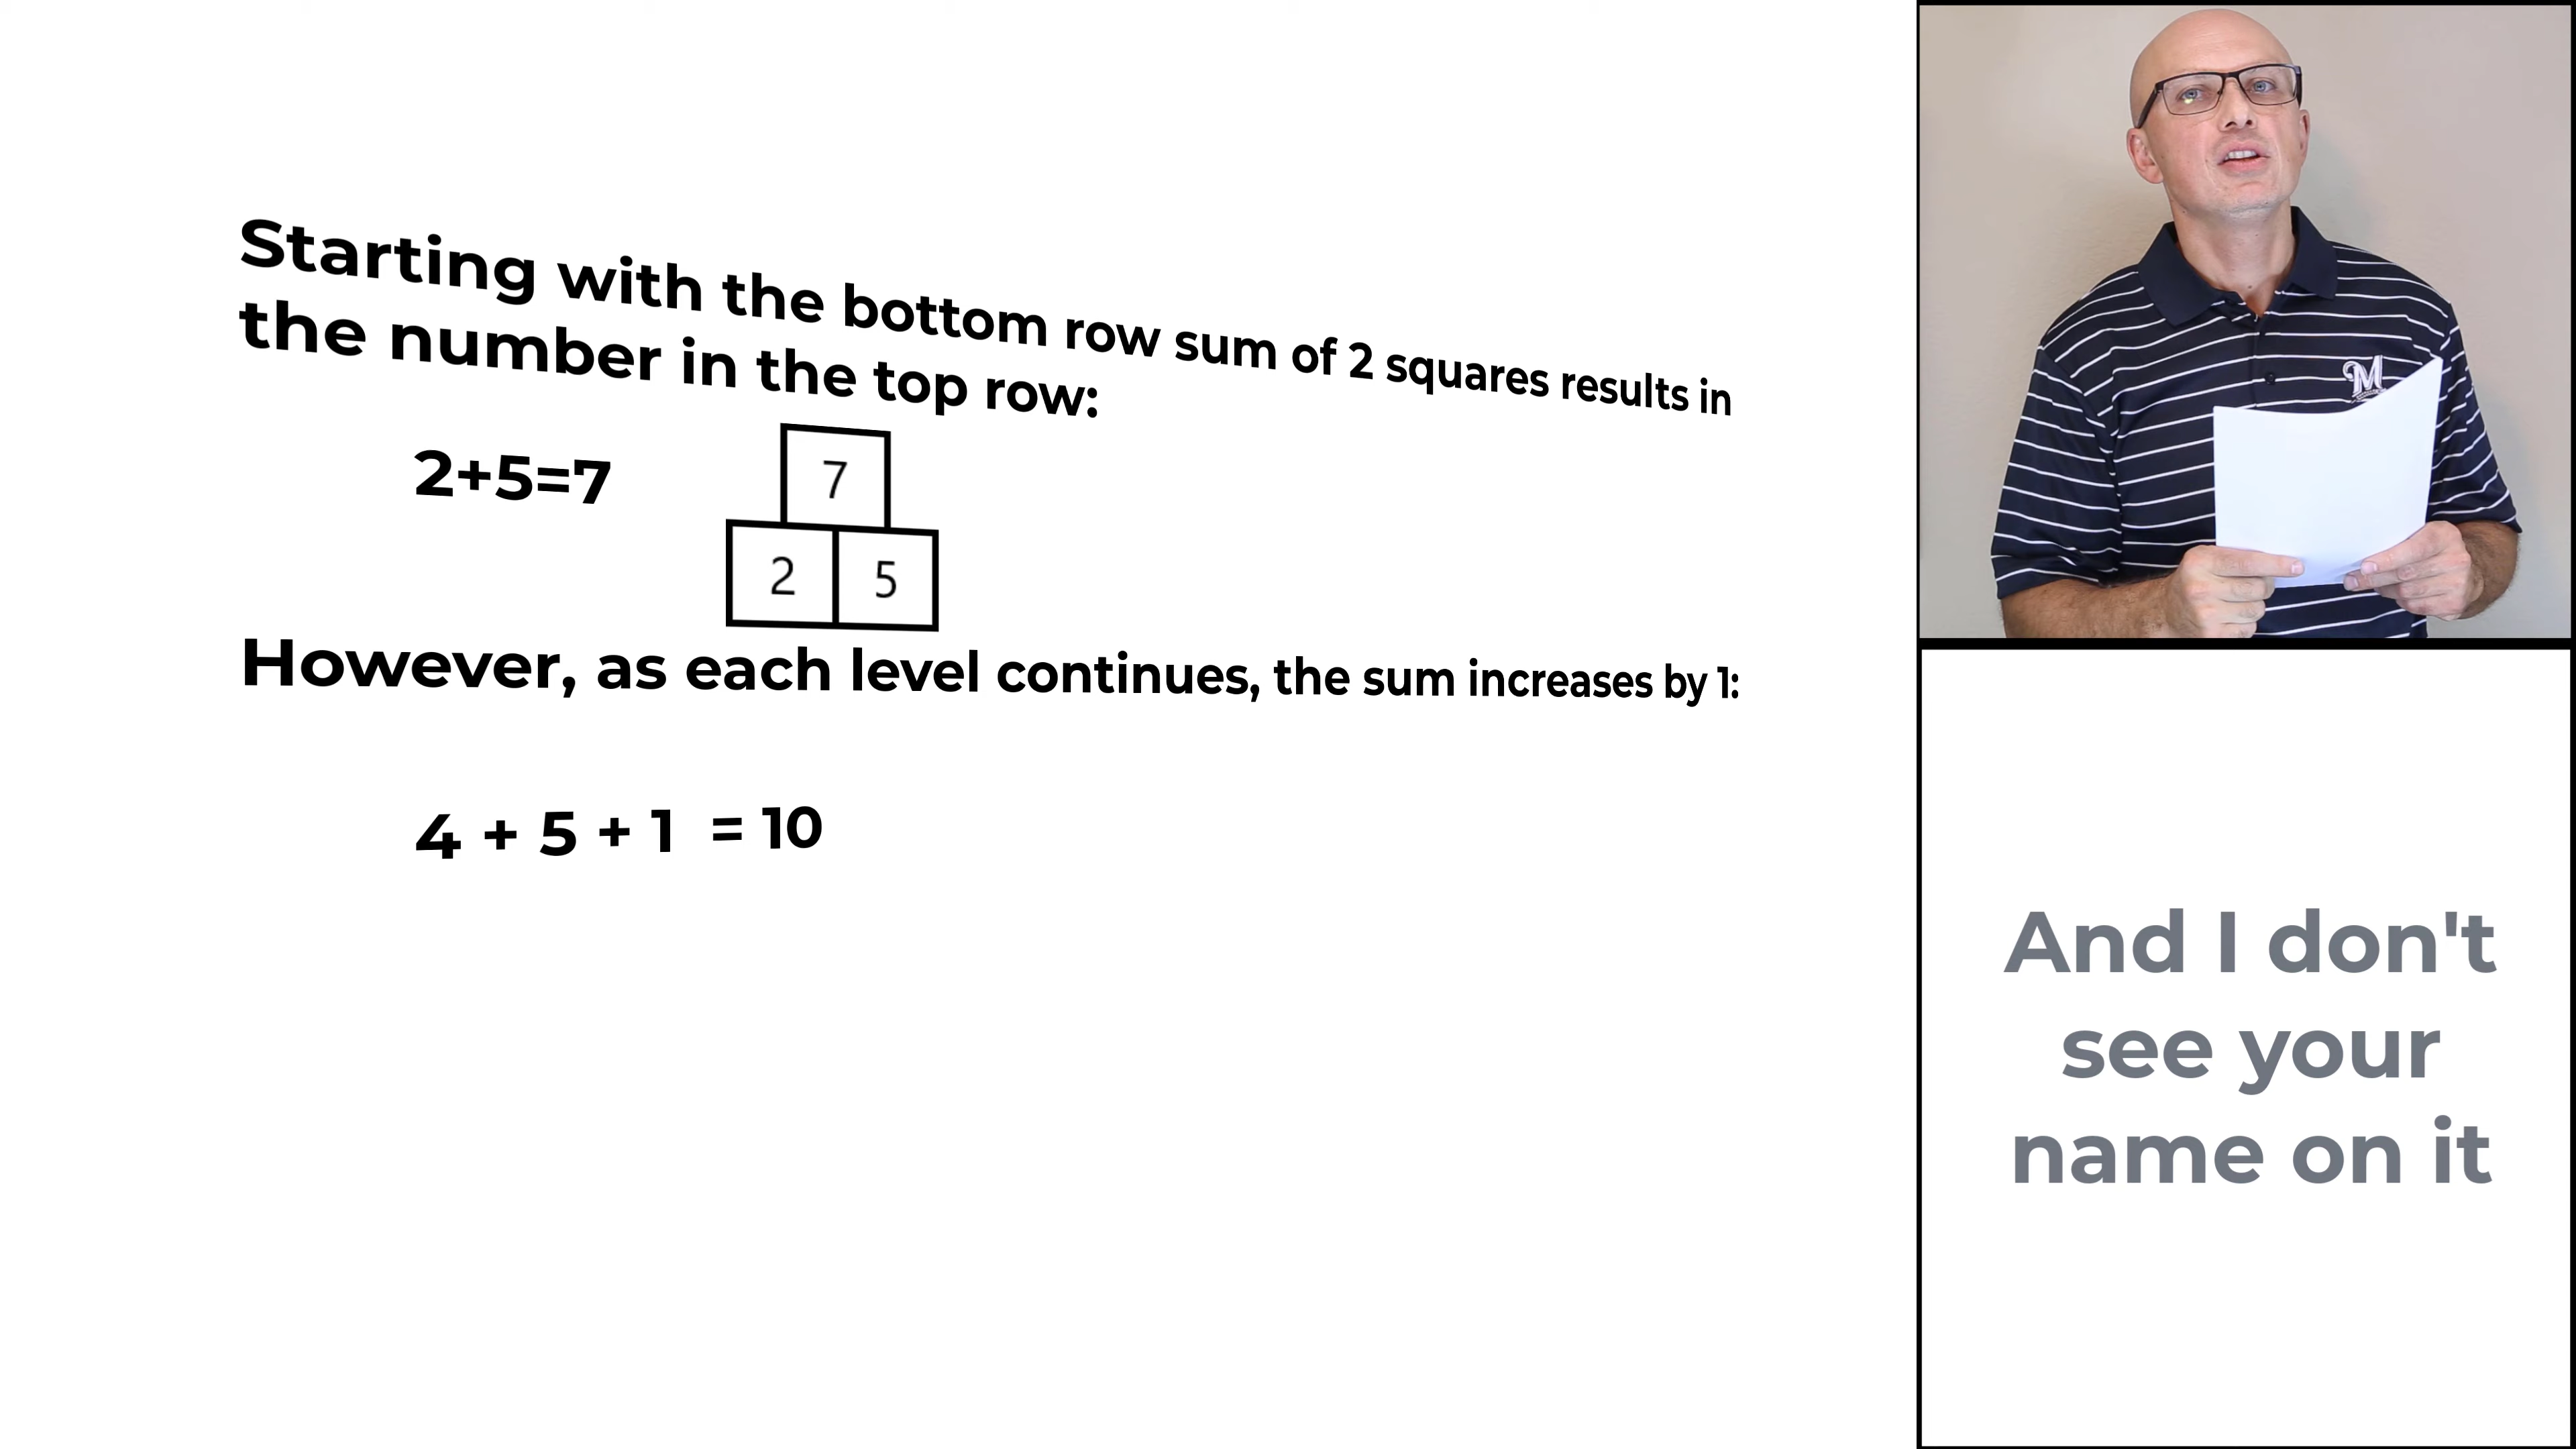 Starting with the bottom row sum of 2 squares results in
the number in the top row:
2+5=7
7
2 5
However, as each level continues, the sum increases by 1:
4 + 5 + 1 = 10
M
And I don't
see your
name on it